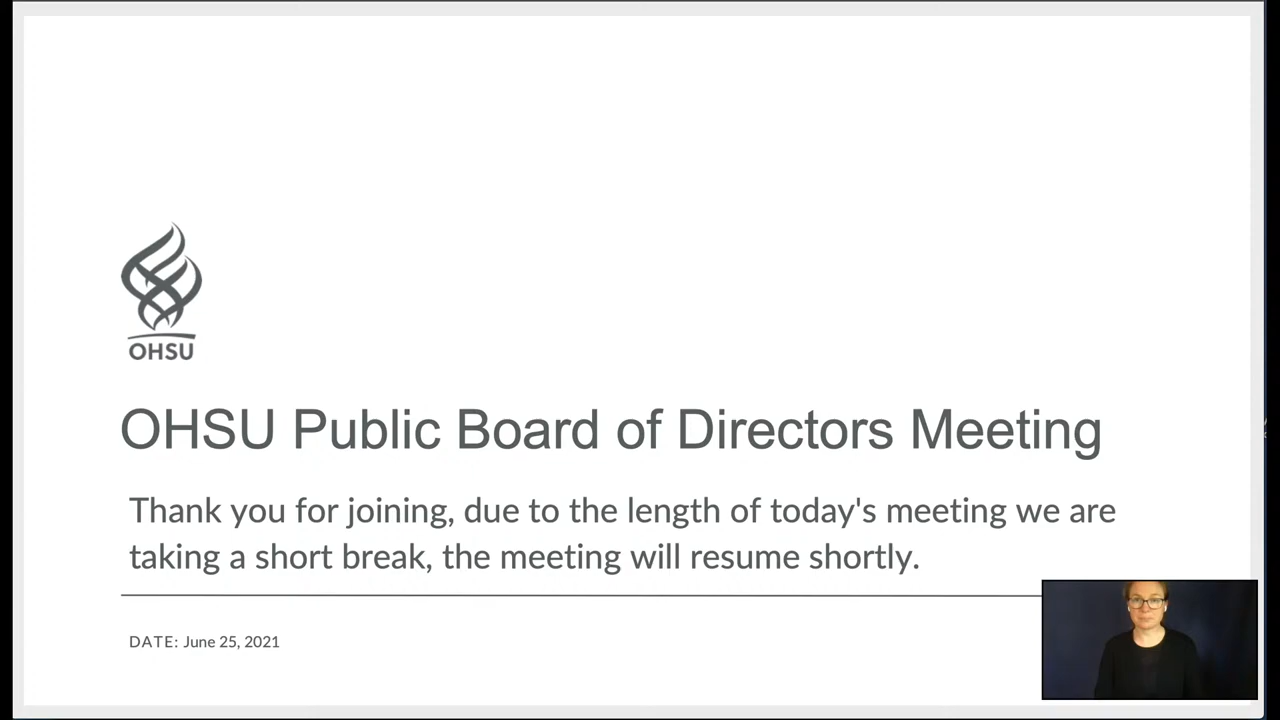 OHSU
OHSU Public Board of Directors Meeting
Thank you for joining, due to the length of today's meeting we are
taking a short break, the meeting will resume shortly.
DATE: June 25, 2021